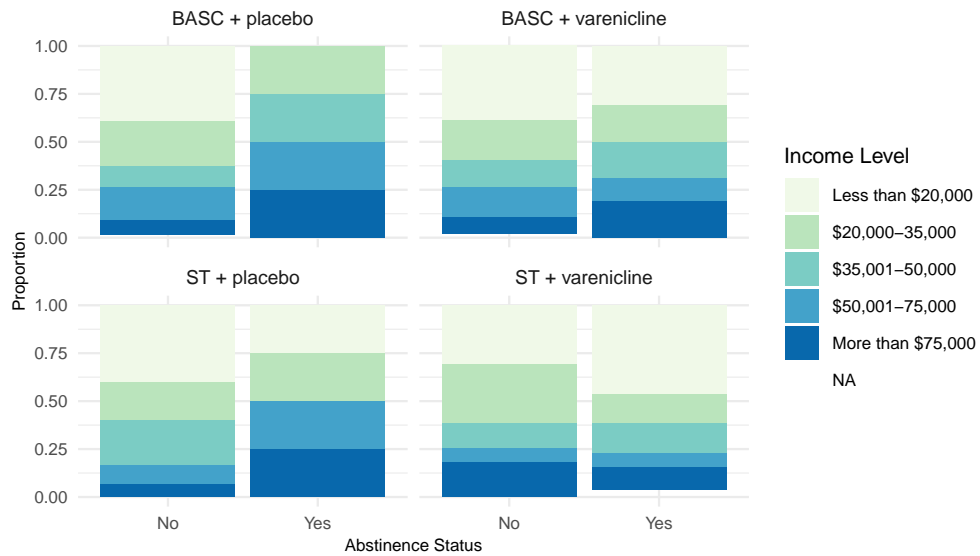 BASC + placebo
BASC + varenicline
1.00
0.75
0.50
0.25
0.00
ST + placebo
ST + varenicline
1.00
0.75
0.50
0.25
0.00
No
Yes
No
Yes
Abstinence Status
Proportion
Income Level
Less than $20,000
$20,000–35,000
$35,001–50,000
$50,001–75,000
More than $75,000
NA